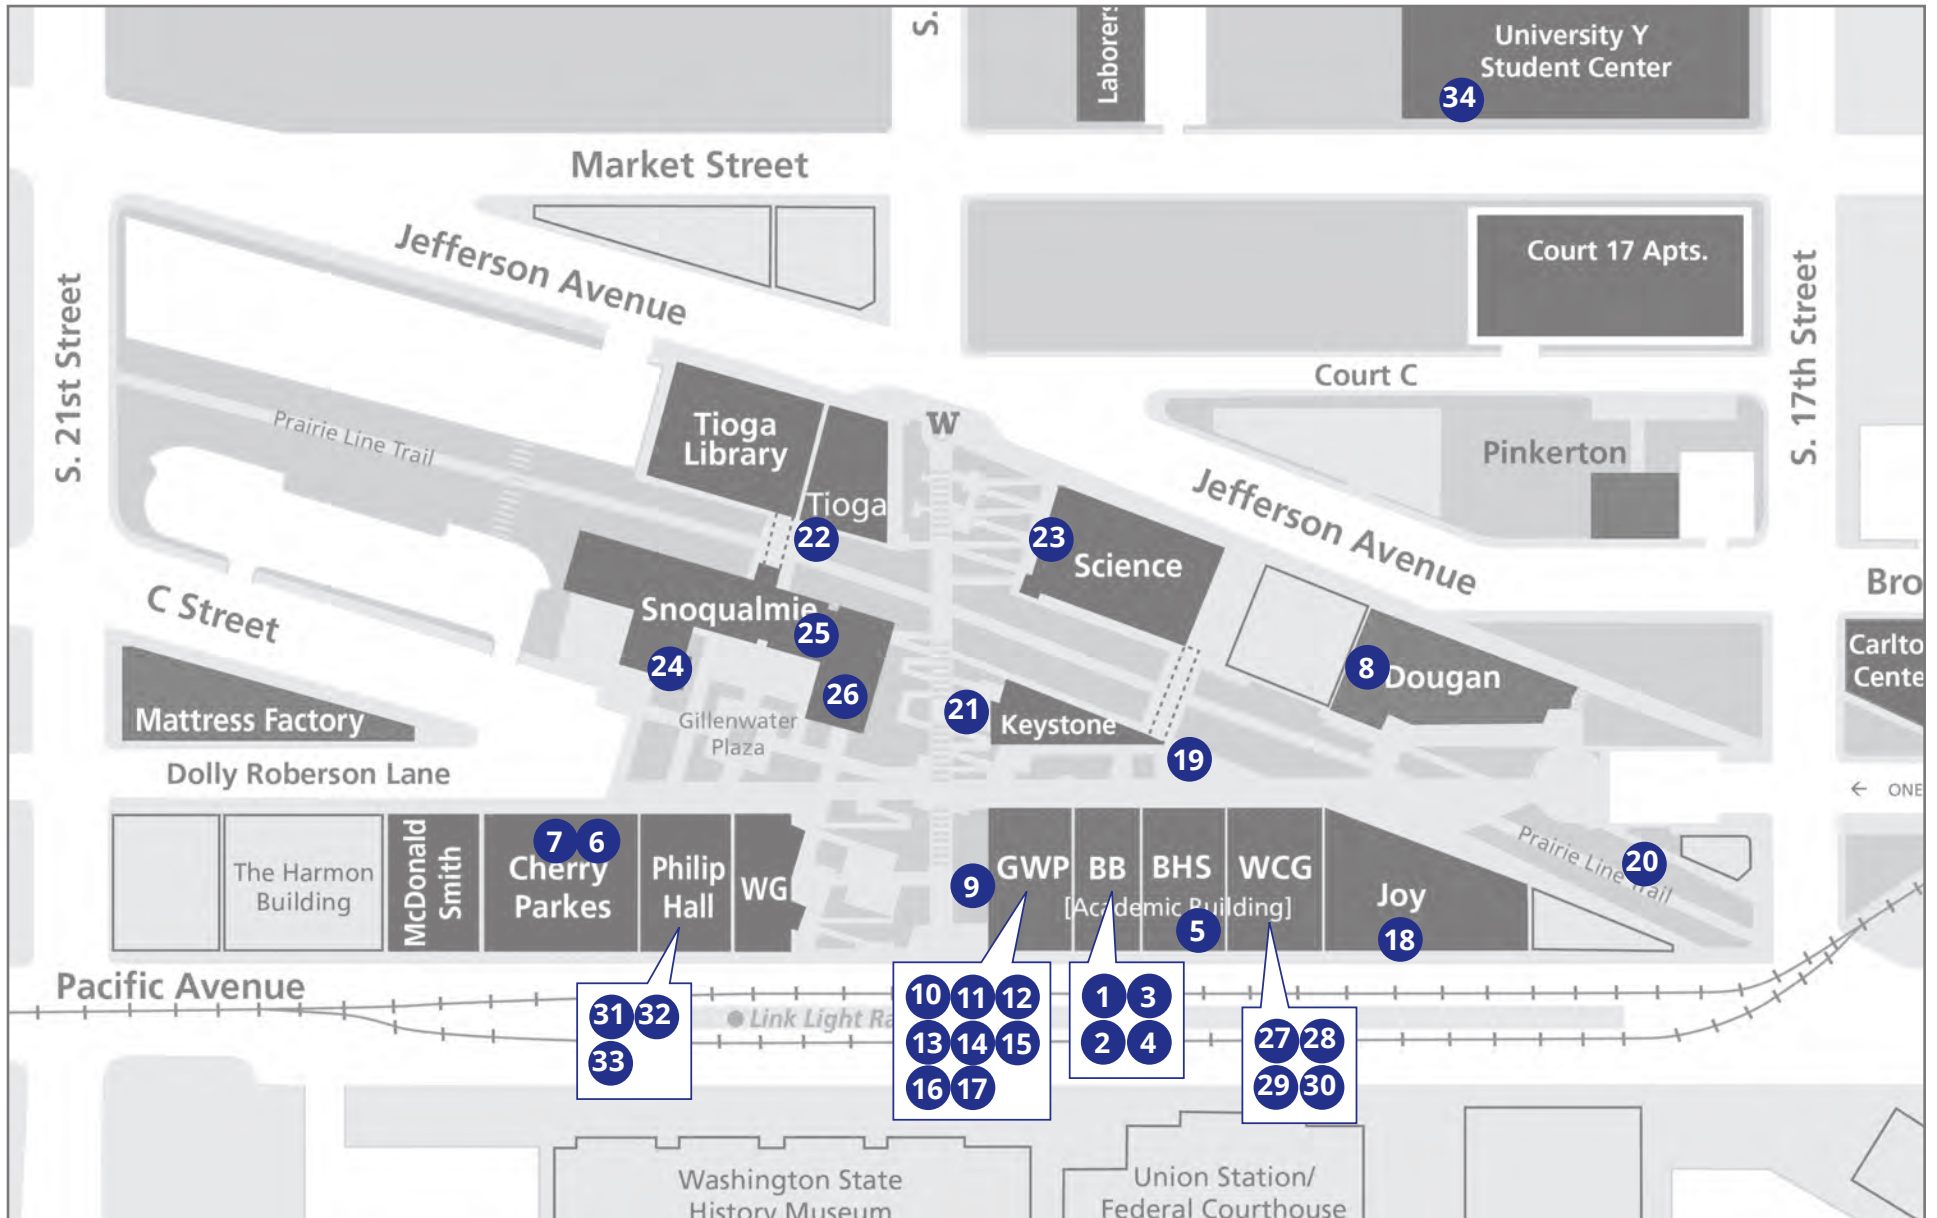 S.
Laborers
University Y
Student Center
34
Market Street
Jefferson Avenue
Court 17 Apts.
S. 21st Street
S. 17th Street
Court C
Prairie Line Trail
Tioga
Library
W
Pinkerton
Tioga
Jefferson Avenue
22
23
Science
Bro
C Street
Snoqualmie
25
Carlto
Cente
24
26
8
Dougan
Mattress Factory
Gillenwater
Plaza
21
Keystone
19
Dolly Roberson Lane
← ONE
The Harmon
Building
McDonald
Smith
7 6
Cherry
Parkes
Philip
Hall
WG
9
GWP
BB
BHS
WCG
[Academic Building]
5
Joy
18
Prairie Line Trail
20
Pacific Avenue
31 32
33
Link Light Ra
10 11 12
13 14 15
16 17
1 3
2 4
27 28
29 30
Washington State
History Museum
Union Station/
Federal Courthouse